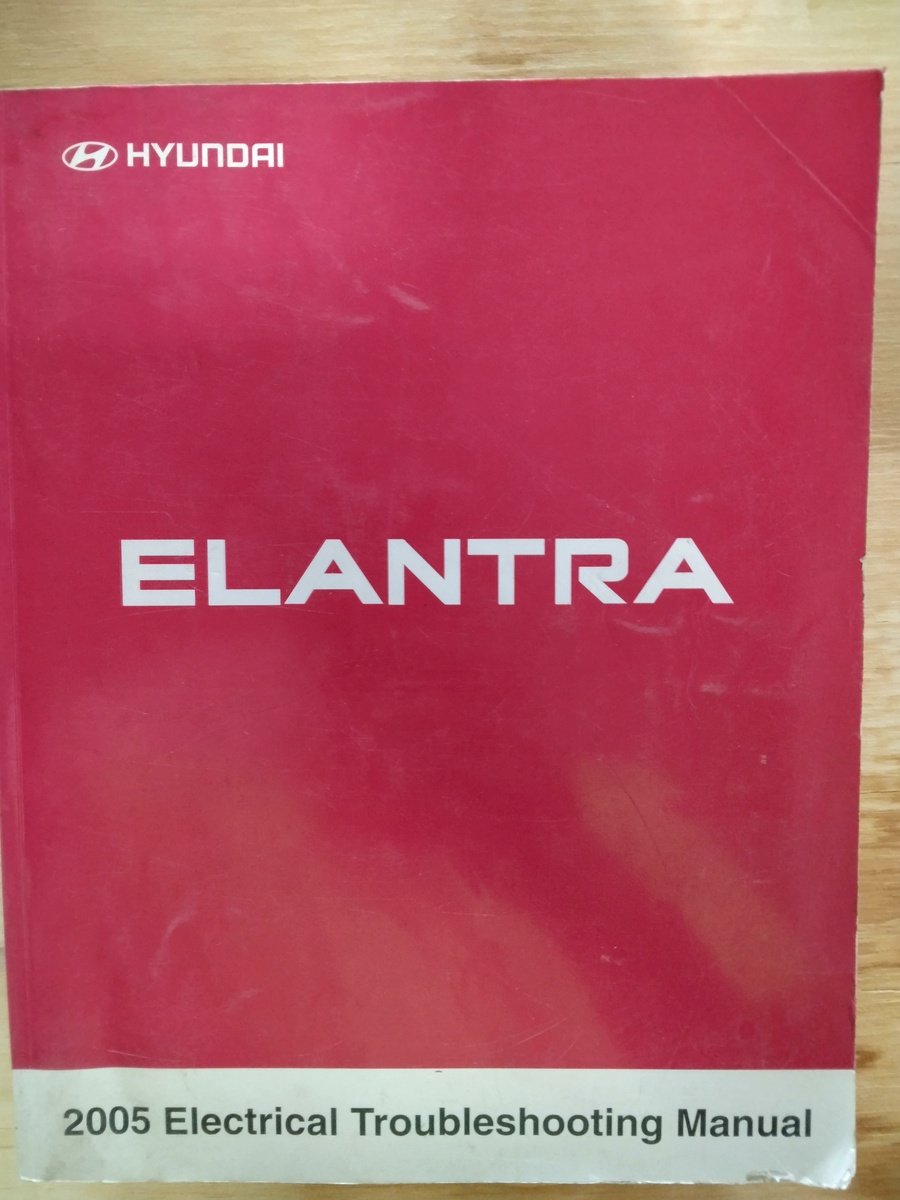 HYUNDAI
ELANTRA
2005 Electrical Troubleshooting Manual